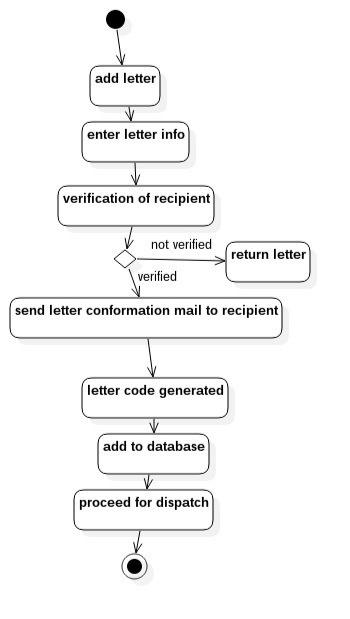 add letter
enter letter info
verification of recipient
not verified
return letter
verified
send letter conformation mail to recipient
letter code generated
add to database
proceed for dispatch